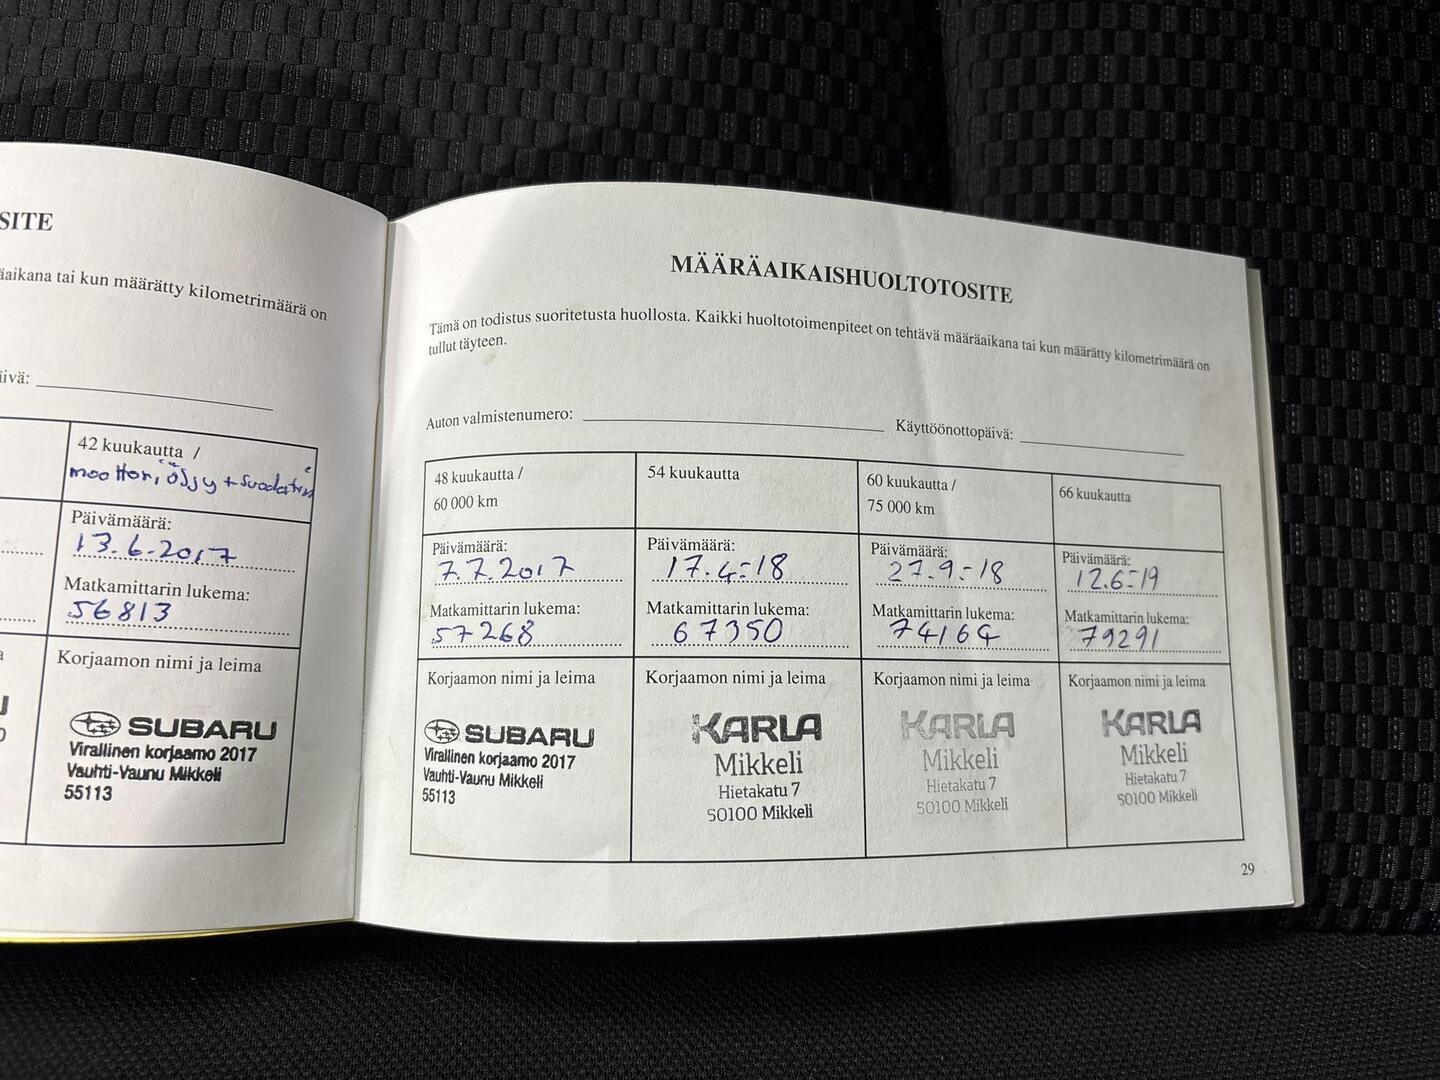 SITE
äaikana tai kun määrätty kilometrimäärä on
iivä:
42 kuukautta /
moottoriöljy + suodatin
Päivämäärä:
13.6.2017
Matkamittarin lukema:
56813
Korjaamon nimi ja leima
SUBARU
Virallinen korjaamo 2017
Vauhti-Vaunu Mikkeli
55113
MÄÄRÄAIKAISHUOLTOTOSITE
Tämä on todistus suoritetusta huollosta. Kaikki huoltotoimenpiteet on tehtävä määräaikana tai kun määrätty kilometrimäärä on
tullut täyteen.
Auton valmistenumero: Käyttöönottopäivä:
48 kuukautta /
60 000 km
Päivämäärä:
7.7.2017
Matkamittarin lukema:
57268
Korjaamon nimi ja leima
SUBARU
Virallinen korjaamo 2017
Vauhti-Vaunu Mikkeli
55113
54 kuukautta
Päivämäärä:
17.4.-18
Matkamittarin lukema:
67350
Korjaamon nimi ja leima
KARLA
Mikkeli
Hietakatu 7
50100 Mikkeli
60 kuukautta /
75 000 km
Päivämäärä:
27.9.-18
Matkamittarin lukema:
74164
Korjaamon nimi ja leima
KARLA
Mikkeli
Hietakatu 7
50100 Mikkeli
66 kuukautta
Päivämäärä:
12.6.-19
Matkamittarin lukema:
79291
Korjaamon nimi ja leima
KARLA
Mikkeli
Hietakatu 7
50100 Mikkeli
29